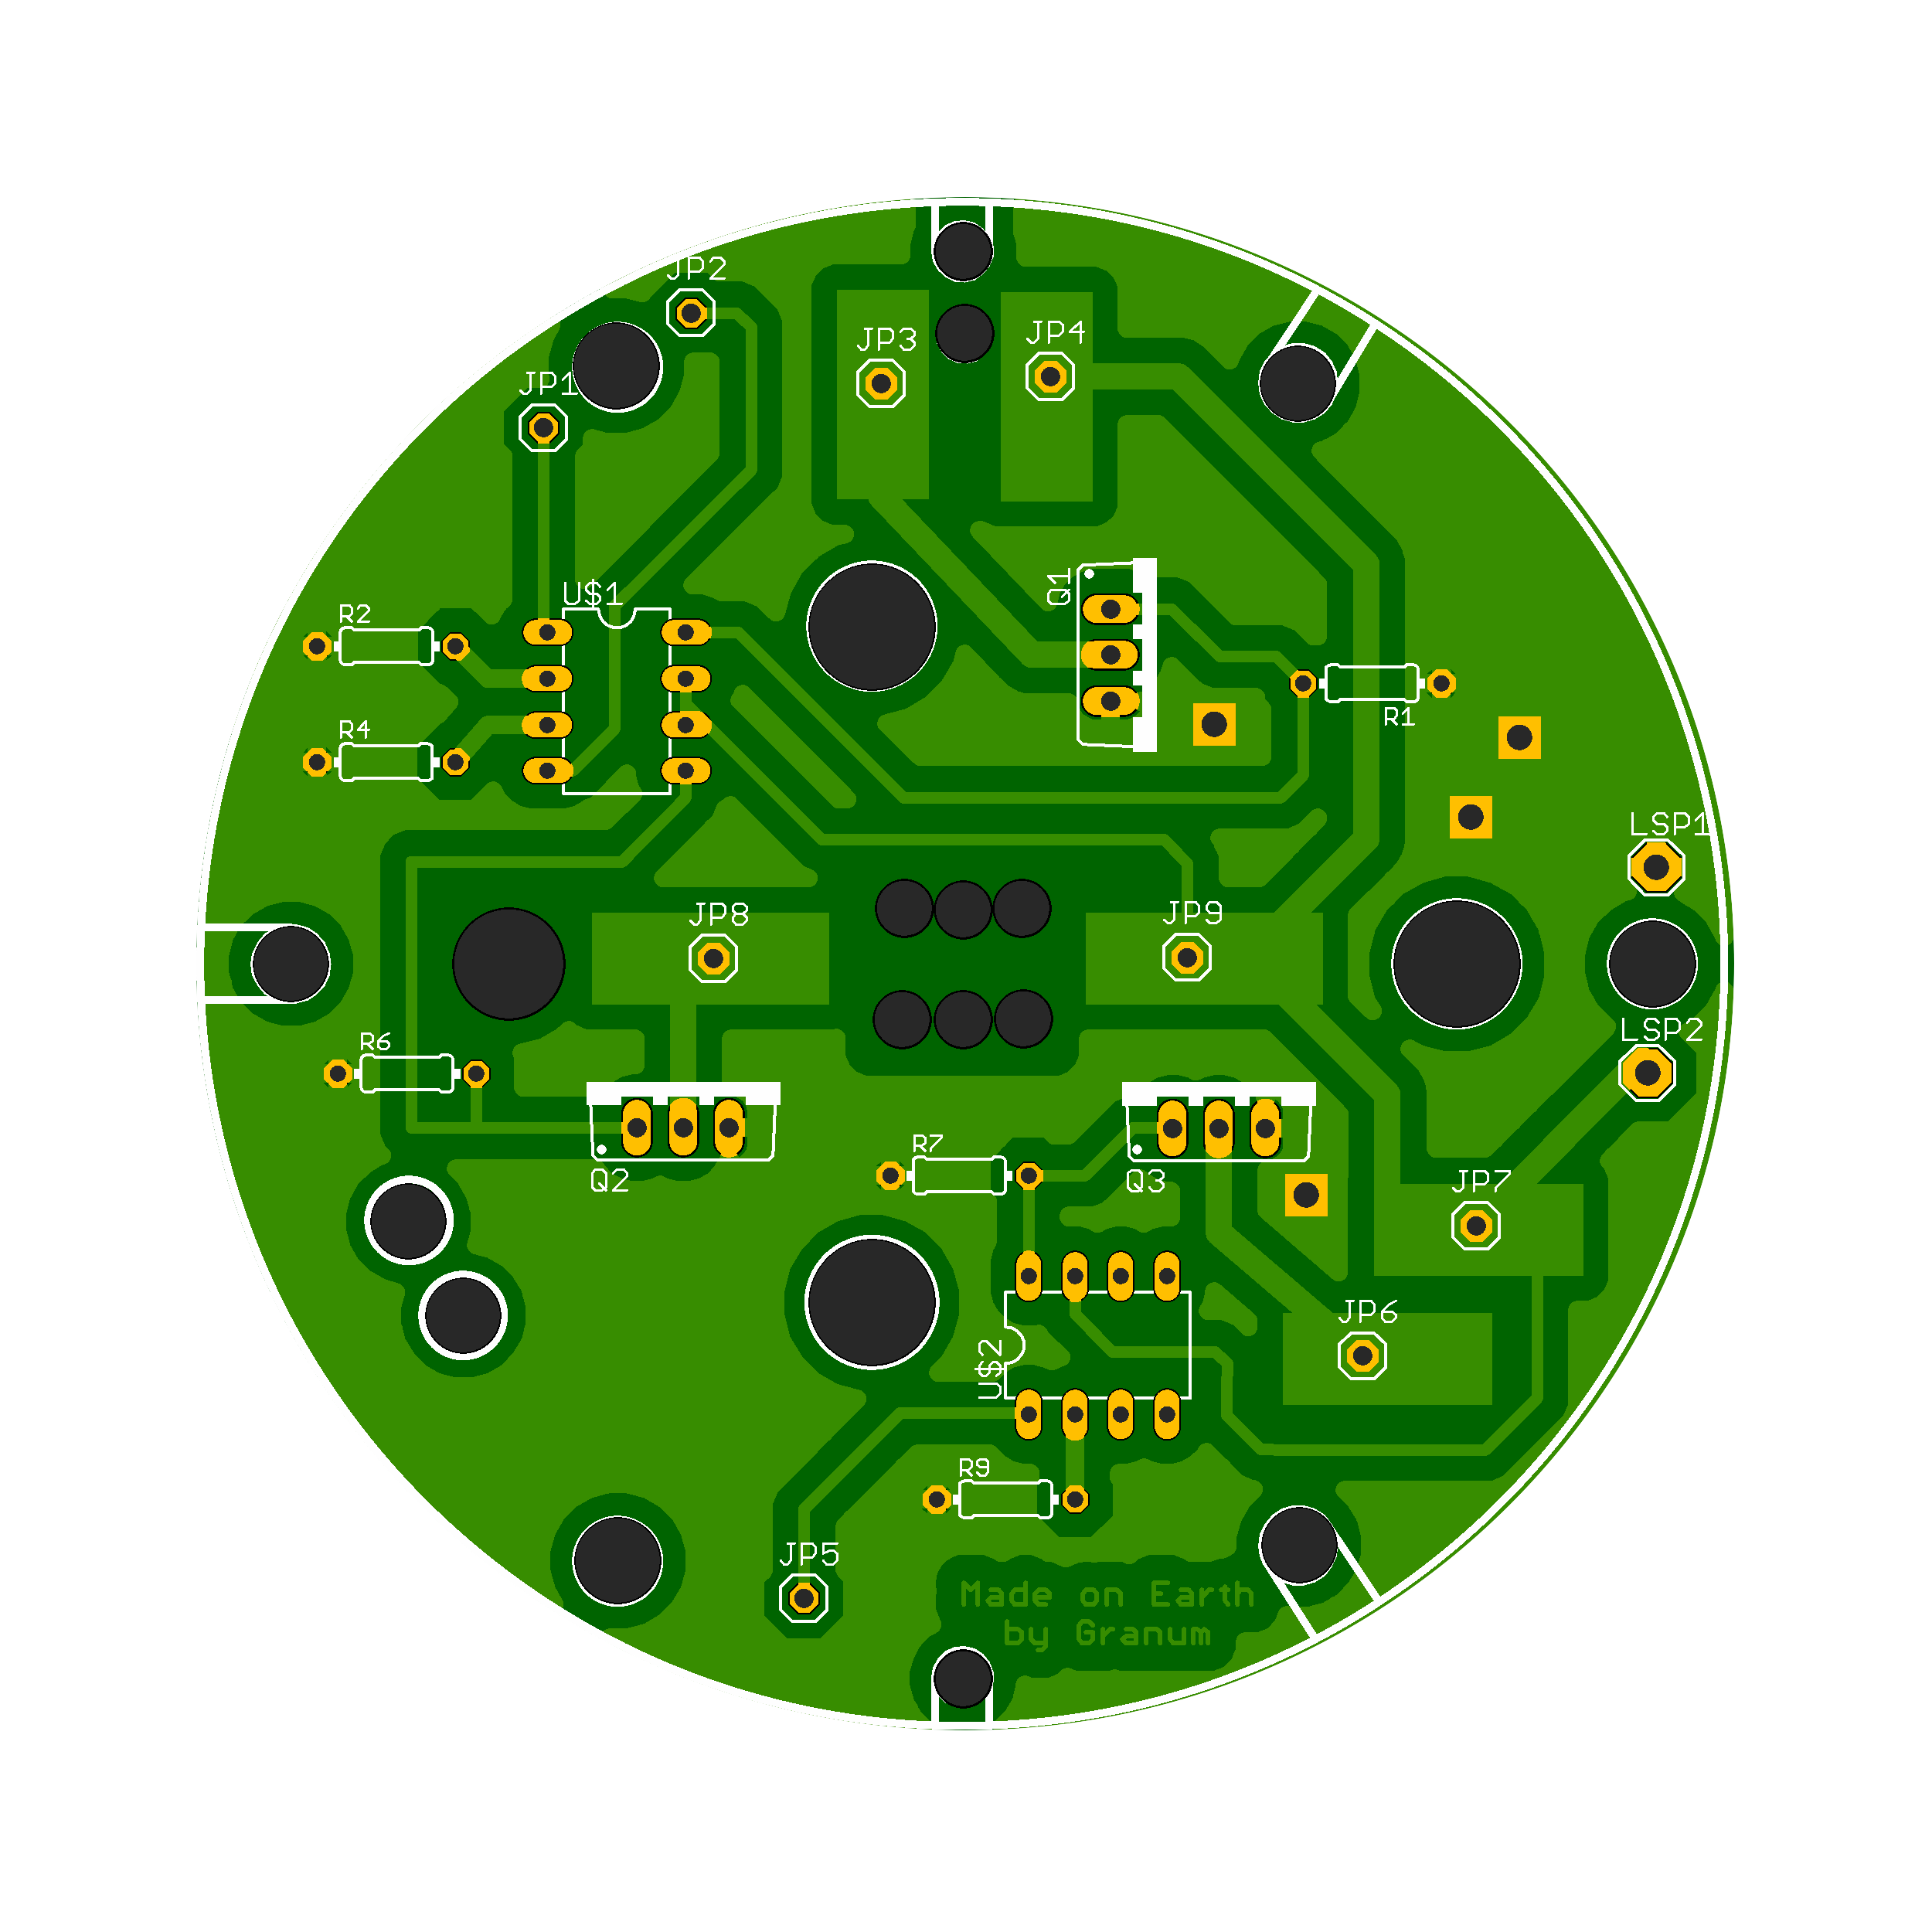 JP2
JP3
JP4
JP1
Q1
U$1
R2
R1
R4
LSP1
JP8
JP9
LSP2
R6
R7
Q2
Q3
JP7
JP6
U$2
R9
JP5
Made on Earth
by Granum